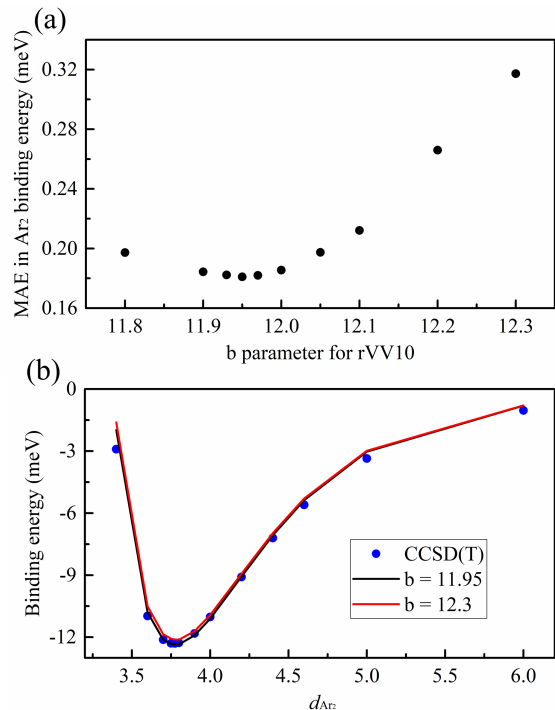 (a)
MAE in Ar₂ binding energy (meV)
0.32
0.28
0.24
0.20
0.16
11.8 11.9 12.0 12.1 12.2 12.3
b parameter for rVV10
(b)
Binding energy (meV)
0
-3
-6
-9
-12
CCSD(T)
b = 11.95
b = 12.3
3.5 4.0 4.5 5.0 5.5 6.0
dAr₂